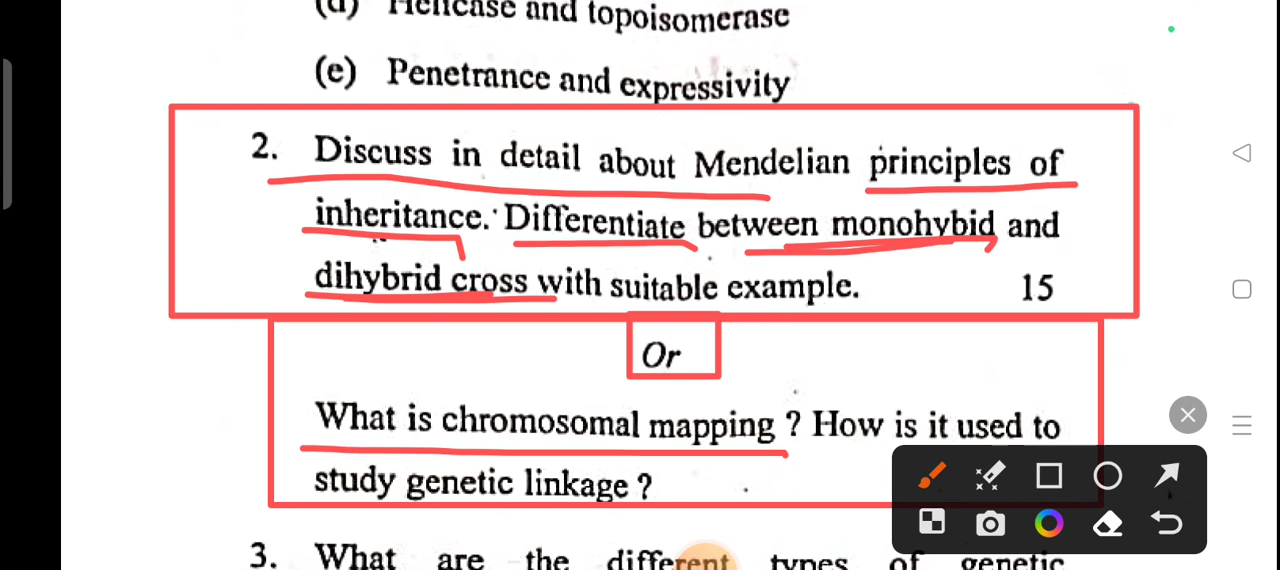 (d) Helicase and topoisomerase
(e) Penetrance and expressivity
2. Discuss in detail about Mendelian principles of
inheritance. Differentiate between monohybid and
dihybrid cross with suitable example. 15
Or
What is chromosomal mapping ? How is it used to
study genetic linkage ?
3. What are the different types of genetic